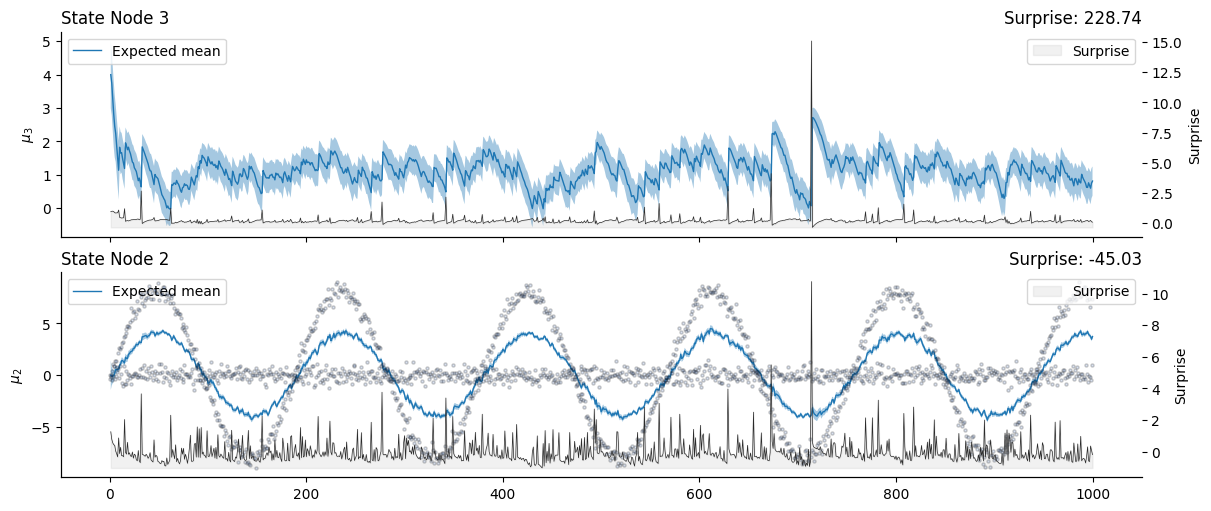 State Node 3
Surprise: 228.74
Expected mean
Surprise
5
4
3
2
1
0
μ3
15.0
12.5
10.0
7.5
5.0
2.5
0.0
Surprise
State Node 2
Surprise: -45.03
Expected mean
Surprise
5
0
−5
μ2
10
8
6
4
2
0
Surprise
0
200
400
600
800
1000